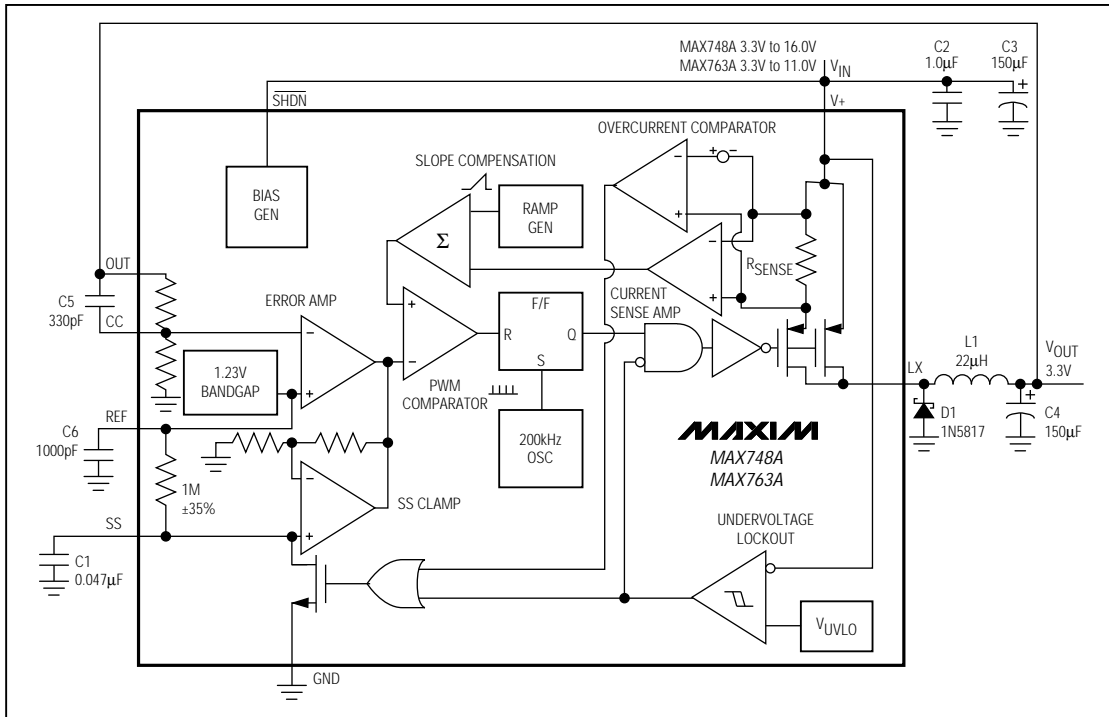 MAX748A 3.3V to 16.0V
MAX763A 3.3V to 11.0V
VIN
C2
1.0µF
C3
150µF
+
SHDN
V+
OVERCURRENT COMPARATOR
+ −
−
+
SLOPE COMPENSATION
BIAS
GEN
RAMP
GEN
Σ
−
+
RSENSE
OUT
C5
330pF
CC
ERROR AMP
−
+
+
−
F/F
R
Q
S
CURRENT
SENSE AMP
1.23V
BANDGAP
PWM
COMPARATOR
L1
22µH
VOUT
3.3V
LX
+
D1
1N5817
C4
150µF
REF
C6
1000pF
200kHz
OSC
MAXIM
MAX748A
MAX763A
1M
±35%
−
+
SS CLAMP
SS
C1
0.047µF
UNDERVOLTAGE
LOCKOUT
VUVLO
GND